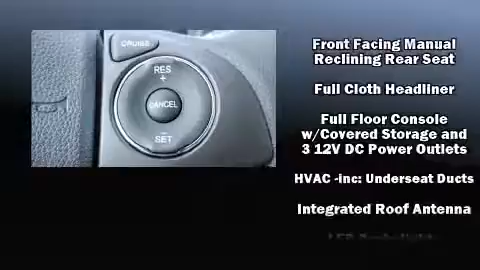 CRUISE
RES
+
CANCEL
–
SET
Front Facing Manual
Reclining Rear Seat
Full Cloth Headliner
Full Floor Console
w/Covered Storage and
3 12V DC Power Outlets
HVAC -inc: Underseat Ducts
Integrated Roof Antenna